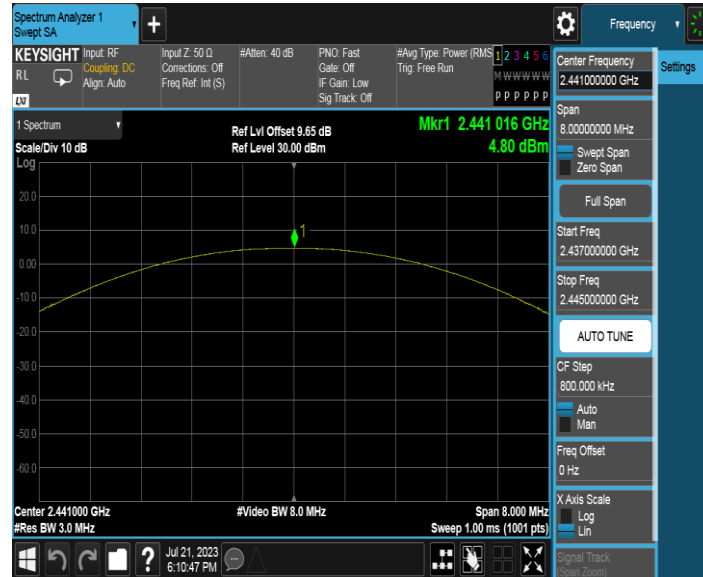 Spectrum Analyzer 1
Swept SA
+
Frequency
KEYSIGHT
RL
LXI
Input: RF
Coupling: DC
Align: Auto
Input Z: 50 Ω
Corrections: Off
Freq Ref: Int (S)
#Atten: 40 dB
PNO: Fast
Gate: Off
IF Gain: Low
Sig Track: Off
#Avg Type: Power (RMS
Trig: Free Run
1 2 3 4 5 6
M W W W W W
P P P P P P
1 Spectrum
Scale/Div 10 dB
Log
Ref Lvl Offset 9.65 dB
Ref Level 30.00 dBm
Mkr1 2.441 016 GHz
4.80 dBm
20.0
10.0
0.00
-10.0
-20.0
-30.0
-40.0
-50.0
-60.0
1
Center 2.441000 GHz
#Res BW 3.0 MHz
#Video BW 8.0 MHz
Span 8.000 MHz
Sweep 1.00 ms (1001 pts)
Center Frequency
2.441000000 GHz
Settings
Span
8.00000000 MHz
Swept Span
Zero Span
Full Span
Start Freq
2.437000000 GHz
Stop Freq
2.445000000 GHz
AUTO TUNE
CF Step
800.000 kHz
Auto
Man
Freq Offset
0 Hz
X Axis Scale
Log
Lin
Signal Track
(Span Zoom)
?
Jul 21, 2023
6:10:47 PM